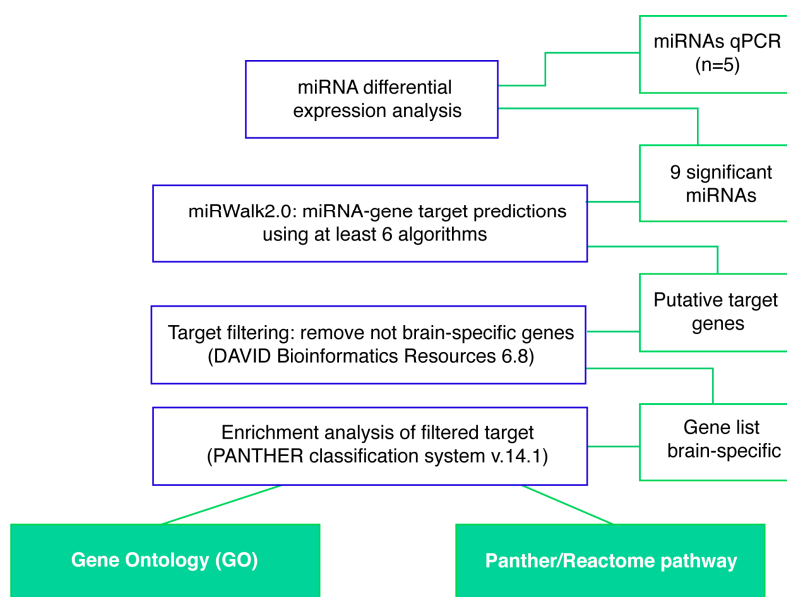 miRNAs qPCR
(n=5)
miRNA differential
expression analysis
9 significant
miRNAs
miRWalk2.0: miRNA-gene target predictions
using at least 6 algorithms
Putative target
genes
Target filtering: remove not brain-specific genes
(DAVID Bioinformatics Resources 6.8)
Gene list
brain-specific
Enrichment analysis of filtered target
(PANTHER classification system v.14.1)
Gene Ontology (GO)
Panther/Reactome pathway